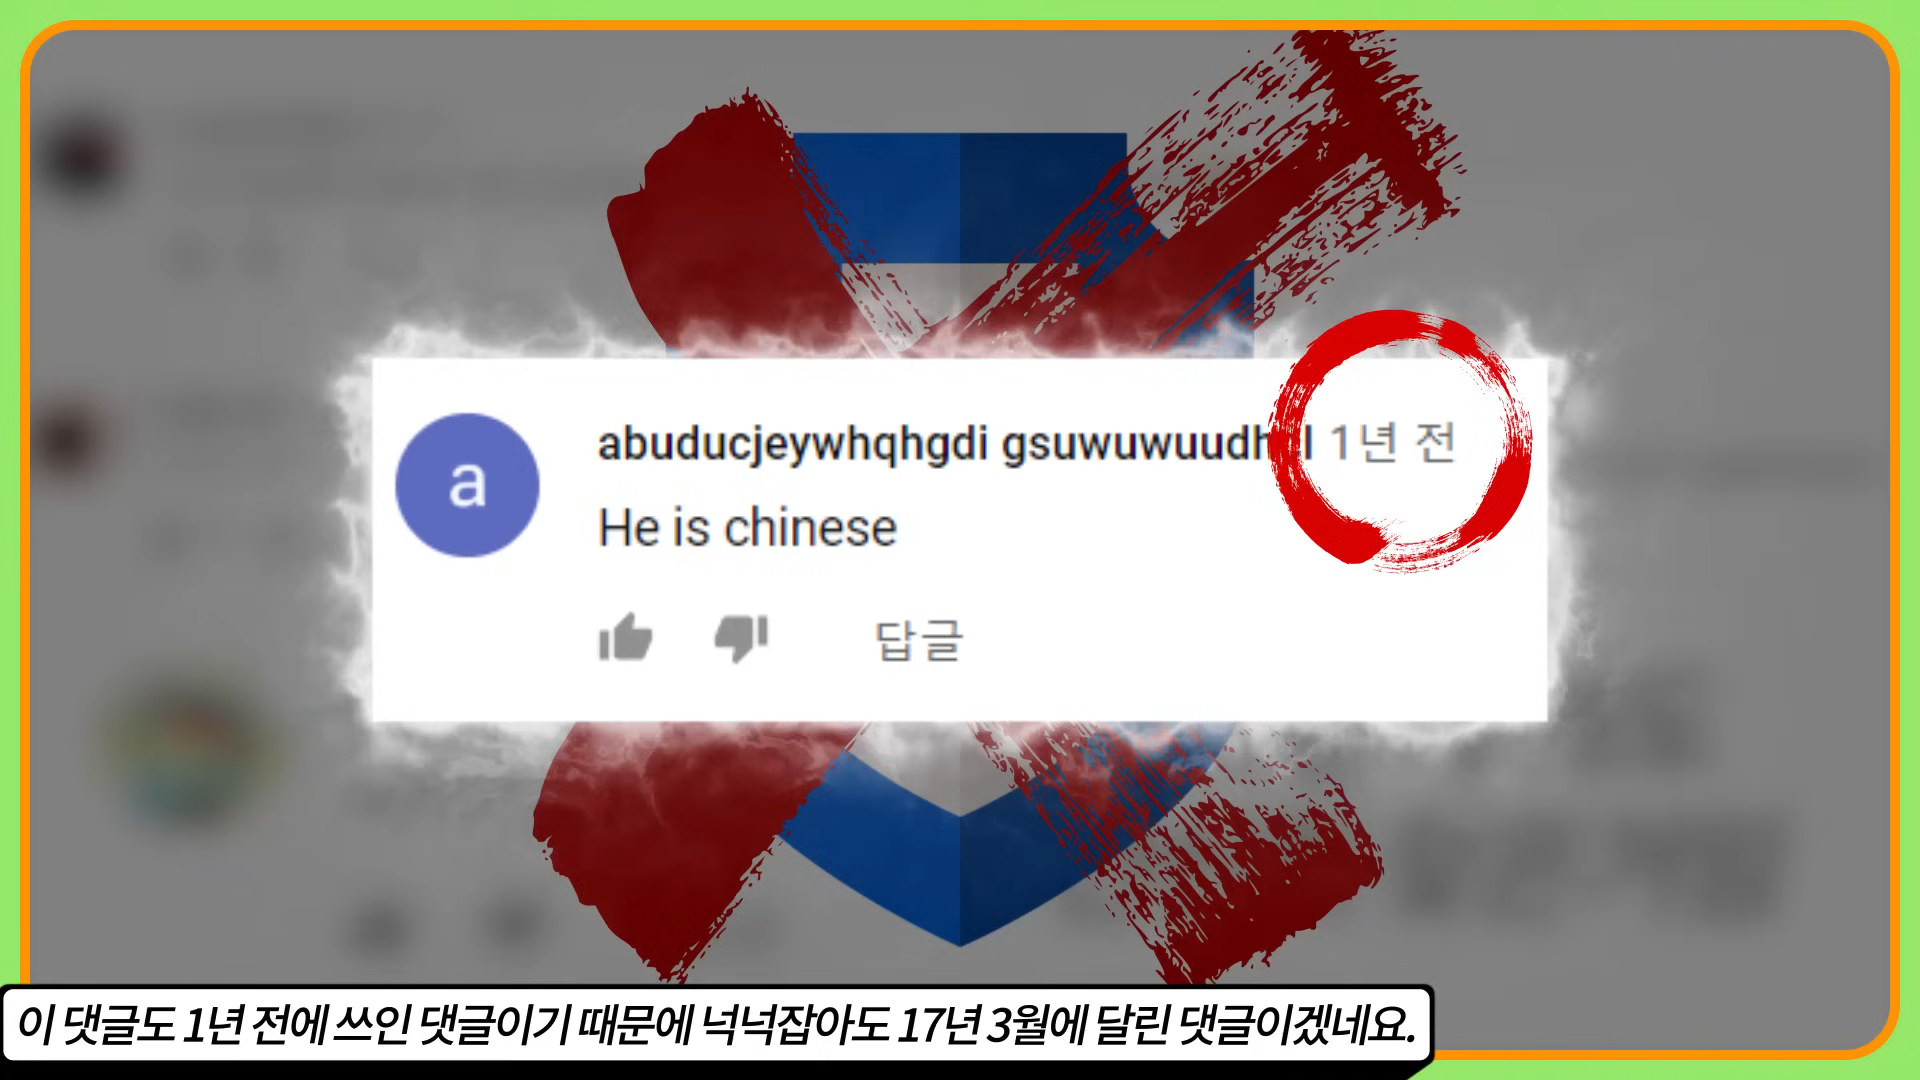 a
abuducjeywhqhgdi 1년 전
He is chinese
답글
이 댓글도 1년 전에 쓰인 댓글이기 때문에 넉넉잡아도 17년 3월에 달린 댓글이겠네요.